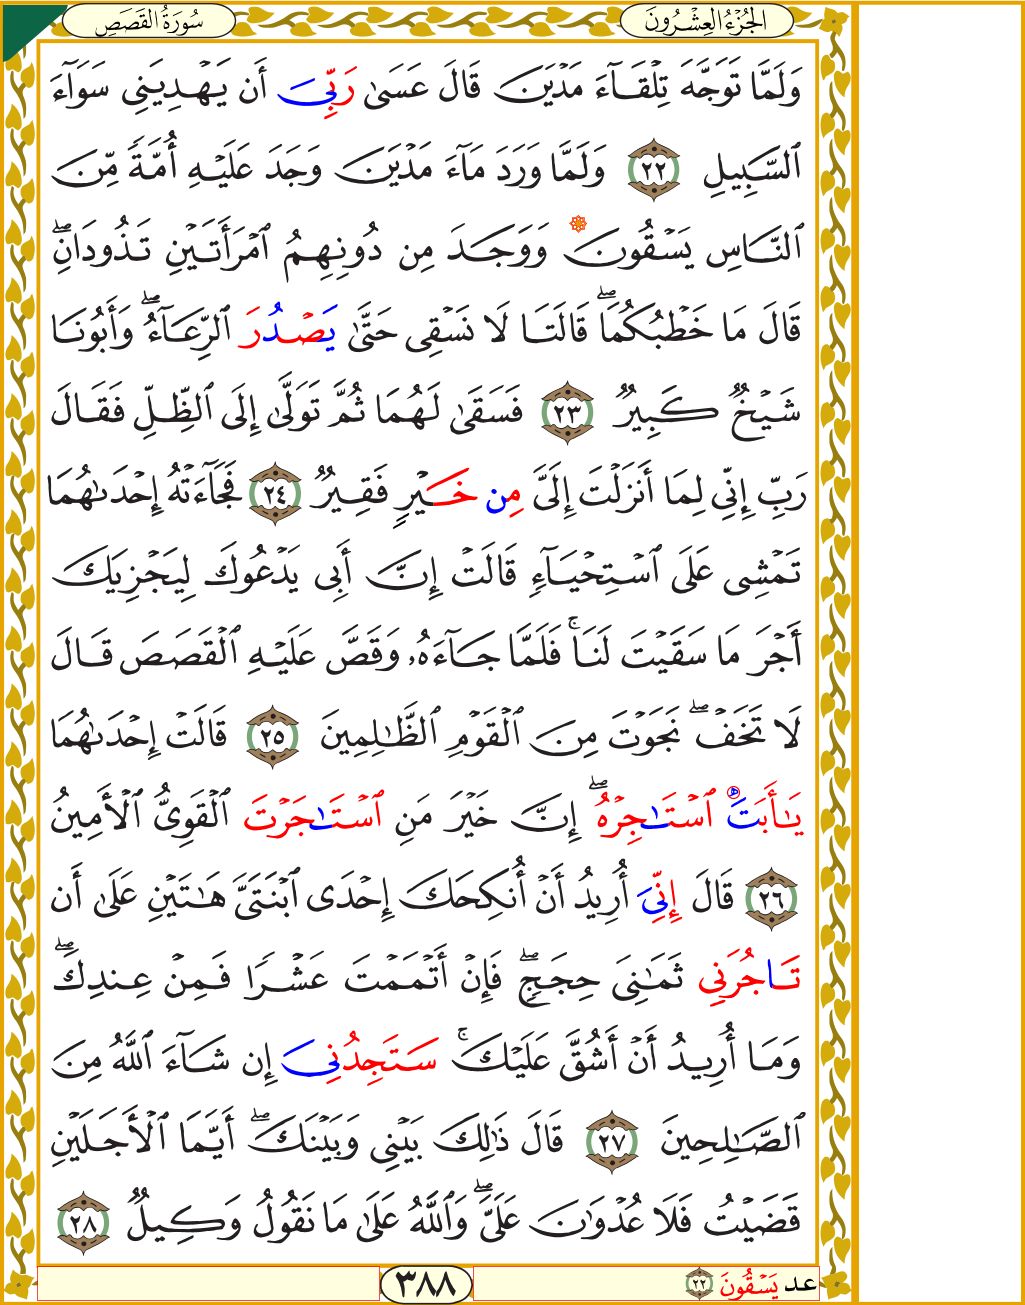 سُورَةُ القَصَصِ
الجُزْءُ العِشْرُونَ
وَلَمَّا تَوَجَّهَ تِلْقَآءَ مَدْيَنَ قَالَ عَسَىٰ رَبِّيَ أَن يَهْدِيَنِي سَوَآءَ
ٱلسَّبِيلِ ٢٢ وَلَمَّا وَرَدَ مَآءَ مَدْيَنَ وَجَدَ عَلَيْهِ أُمَّةً مِّنَ
ٱلنَّاسِ يَسْقُونَ ۞ وَوَجَدَ مِن دُونِهِمُ ٱمْرَأَتَيْنِ تَذُودَانِۖ
قَالَ مَا خَطْبُكُمَاۖ قَالَتَا لَا نَسْقِي حَتَّىٰ يَصْدُرَ ٱلرِّعَآءُۖ وَأَبُونَا
شَيْخٌ كَبِيرٌ ٢٣ فَسَقَىٰ لَهُمَا ثُمَّ تَوَلَّىٰ إِلَى ٱلظِّلِّ فَقَالَ
رَبِّ إِنِّي لِمَا أَنزَلْتَ إِلَيَّ مِن خَيْرٍ فَقِيرٌ ٢٤ فَجَآءَتْهُ إِحْدَىٰهُمَا
تَمْشِي عَلَى ٱسْتِحْيَآءٍ قَالَتْ إِنَّ أَبِي يَدْعُوكَ لِيَجْزِيَكَ
أَجْرَ مَا سَقَيْتَ لَنَاۚ فَلَمَّا جَآءَهُۥ وَقَصَّ عَلَيْهِ ٱلْقَصَصَ قَالَ
لَا تَخَفْۖ نَجَوْتَ مِنَ ٱلْقَوْمِ ٱلظَّٰلِمِينَ ٢٥ قَالَتْ إِحْدَىٰهُمَا
يَٰأَبَتَ ٱسْتَٰجِرْهُۖ إِنَّ خَيْرَ مَنِ ٱسْتَٰجَرْتَ ٱلْقَوِيُّ ٱلْأَمِينُ
٢٦ قَالَ إِنِّيَ أُرِيدُ أَنْ أُنكِحَكَ إِحْدَى ٱبْنَتَيَّ هَٰتَيْنِ عَلَىٰ أَن
تَاجُرَنِي ثَمَٰنِيَ حِجَجٍۖ فَإِنْ أَتْمَمْتَ عَشْرًا فَمِنْ عِندِكَۖ
وَمَا أُرِيدُ أَنْ أَشُقَّ عَلَيْكَۚ سَتَجِدُنِيَ إِن شَآءَ ٱللَّهُ مِنَ
ٱلصَّٰلِحِينَ ٢٧ قَالَ ذَٰلِكَ بَيْنِي وَبَيْنَكَۖ أَيَّمَا ٱلْأَجَلَيْنِ
قَضَيْتُ فَلَا عُدْوَٰنَ عَلَيَّۖ وَٱللَّهُ عَلَىٰ مَا نَقُولُ وَكِيلٌ ٢٨
٣٨٨
عد يَسْقُونَ ٢٢